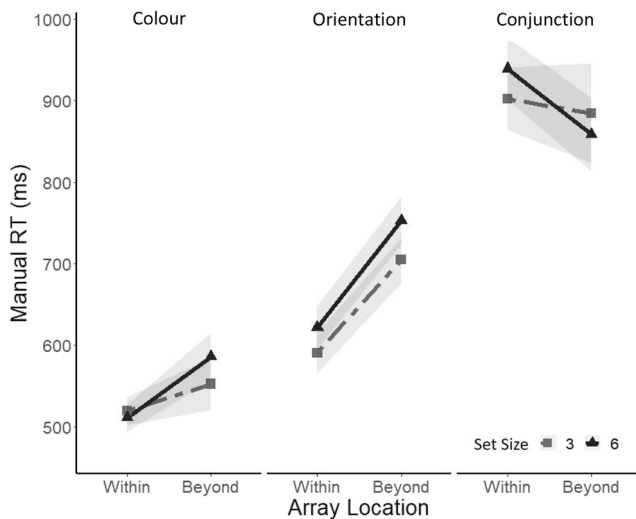 Colour Orientation Conjunction
1000
900
800
700
600
500
Manual RT (ms)
Set Size 3 6
Within Beyond Within Beyond Within Beyond
Array Location